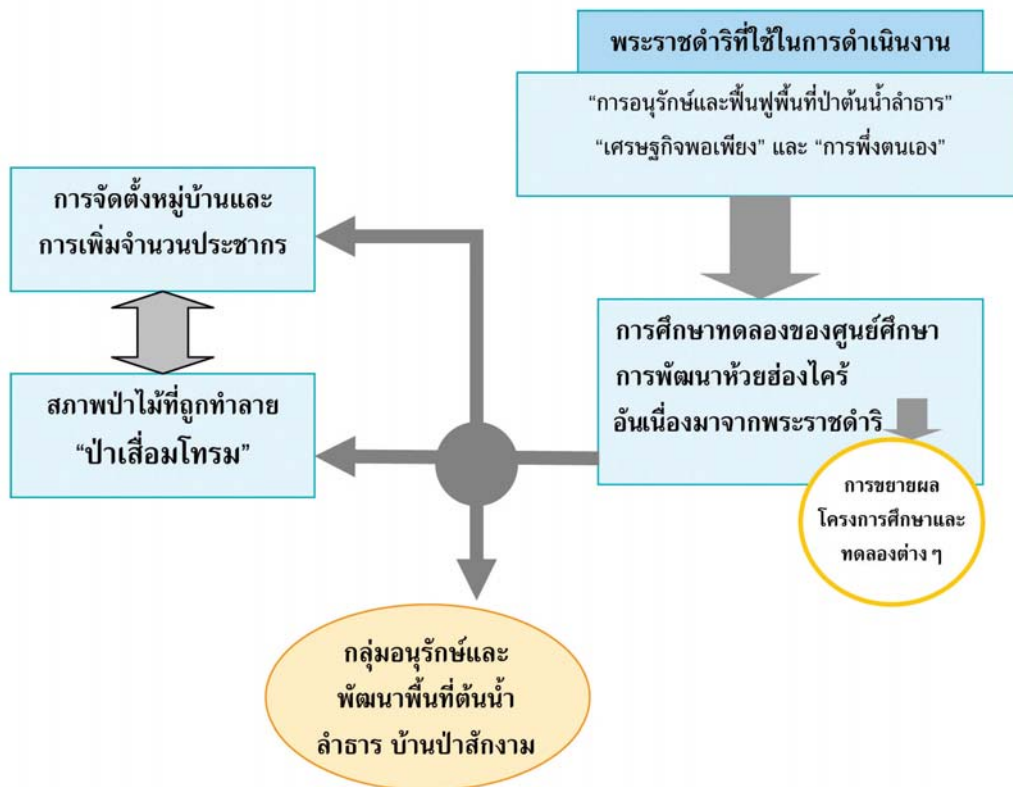 พระราชดำริที่ใช้ในการดำเนินงาน
“การอนุรักษ์และฟื้นฟูพื้นที่ป่าต้นน้ำลำธาร”
“เศรษฐกิจพอเพียง” และ “การพึ่งตนเอง”
การจัดตั้งหมู่บ้านและ
การเพิ่มจำนวนประชากร
สภาพป่าไม้ที่ถูกทำลาย
“ป่าเสื่อมโทรม”
การศึกษาทดลองของศูนย์ศึกษา
การพัฒนาห้วยฮ่องไคร้
อันเนื่องมาจากพระราชดำริ
การขยายผล
โครงการศึกษาและ
ทดลองต่าง ๆ
กลุ่มอนุรักษ์และ
พัฒนาพื้นที่ต้นน้ำ
ลำธาร บ้านป่าสักงาม